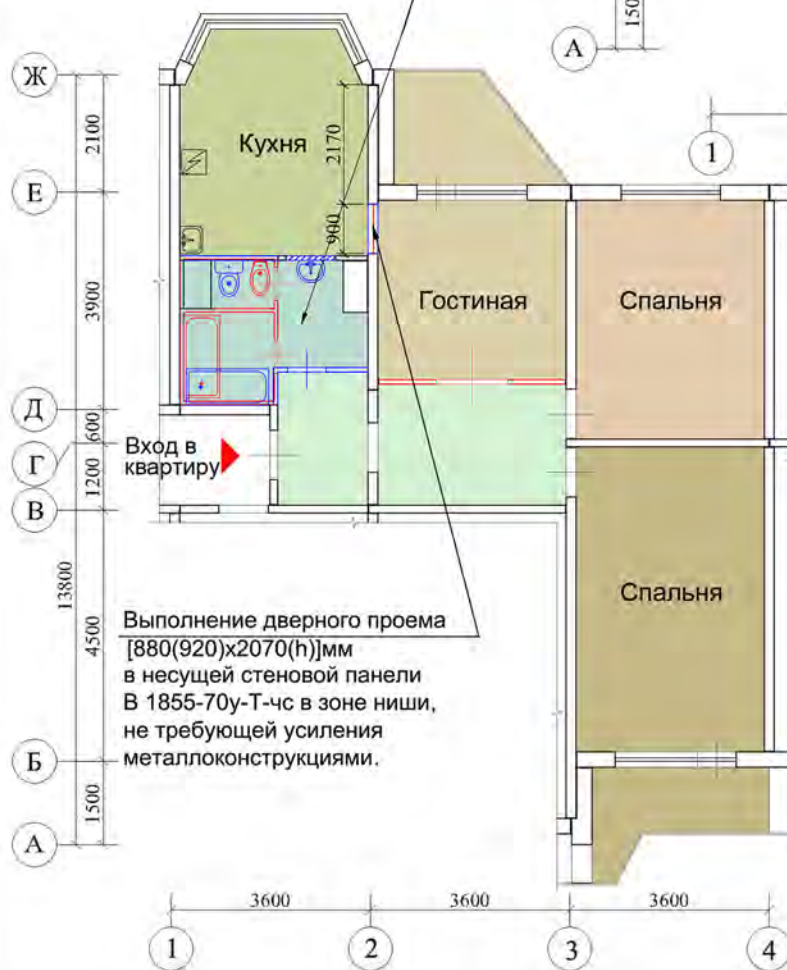 150
А
Ж
2100
Кухня
2170
1
Е
900
3900
Гостиная
Спальня
Д
600
Вход в
квартиру
Г
1200
В
13800
Спальня
4500
Выполнение дверного проема
[880(920)х2070(h)]мм
в несущей стеновой панели
В 1855-70у-Т-чс в зоне ниши,
не требующей усиления
металлоконструкциями.
Б
1500
А
3600
3600
3600
1
2
3
4